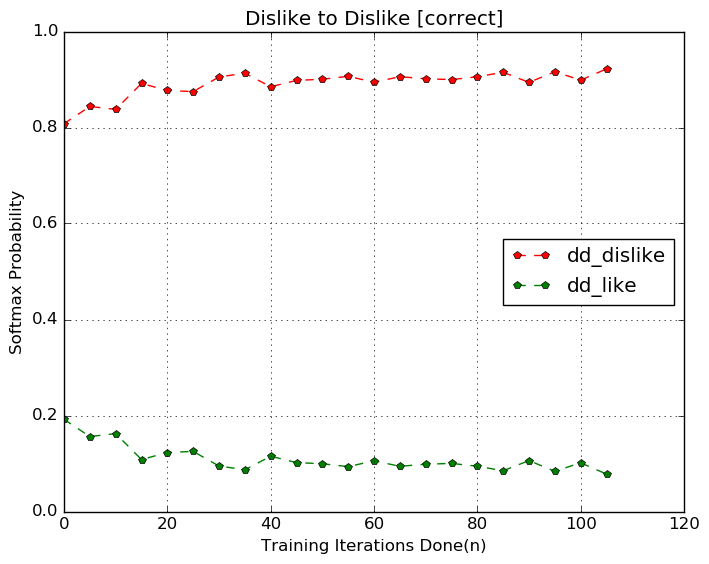 Dislike to Dislike [correct]
1.0
0.8
0.6
0.4
0.2
0.0
Softmax Probability
dd_dislike
dd_like
0 20 40 60 80 100 120
Training Iterations Done(n)